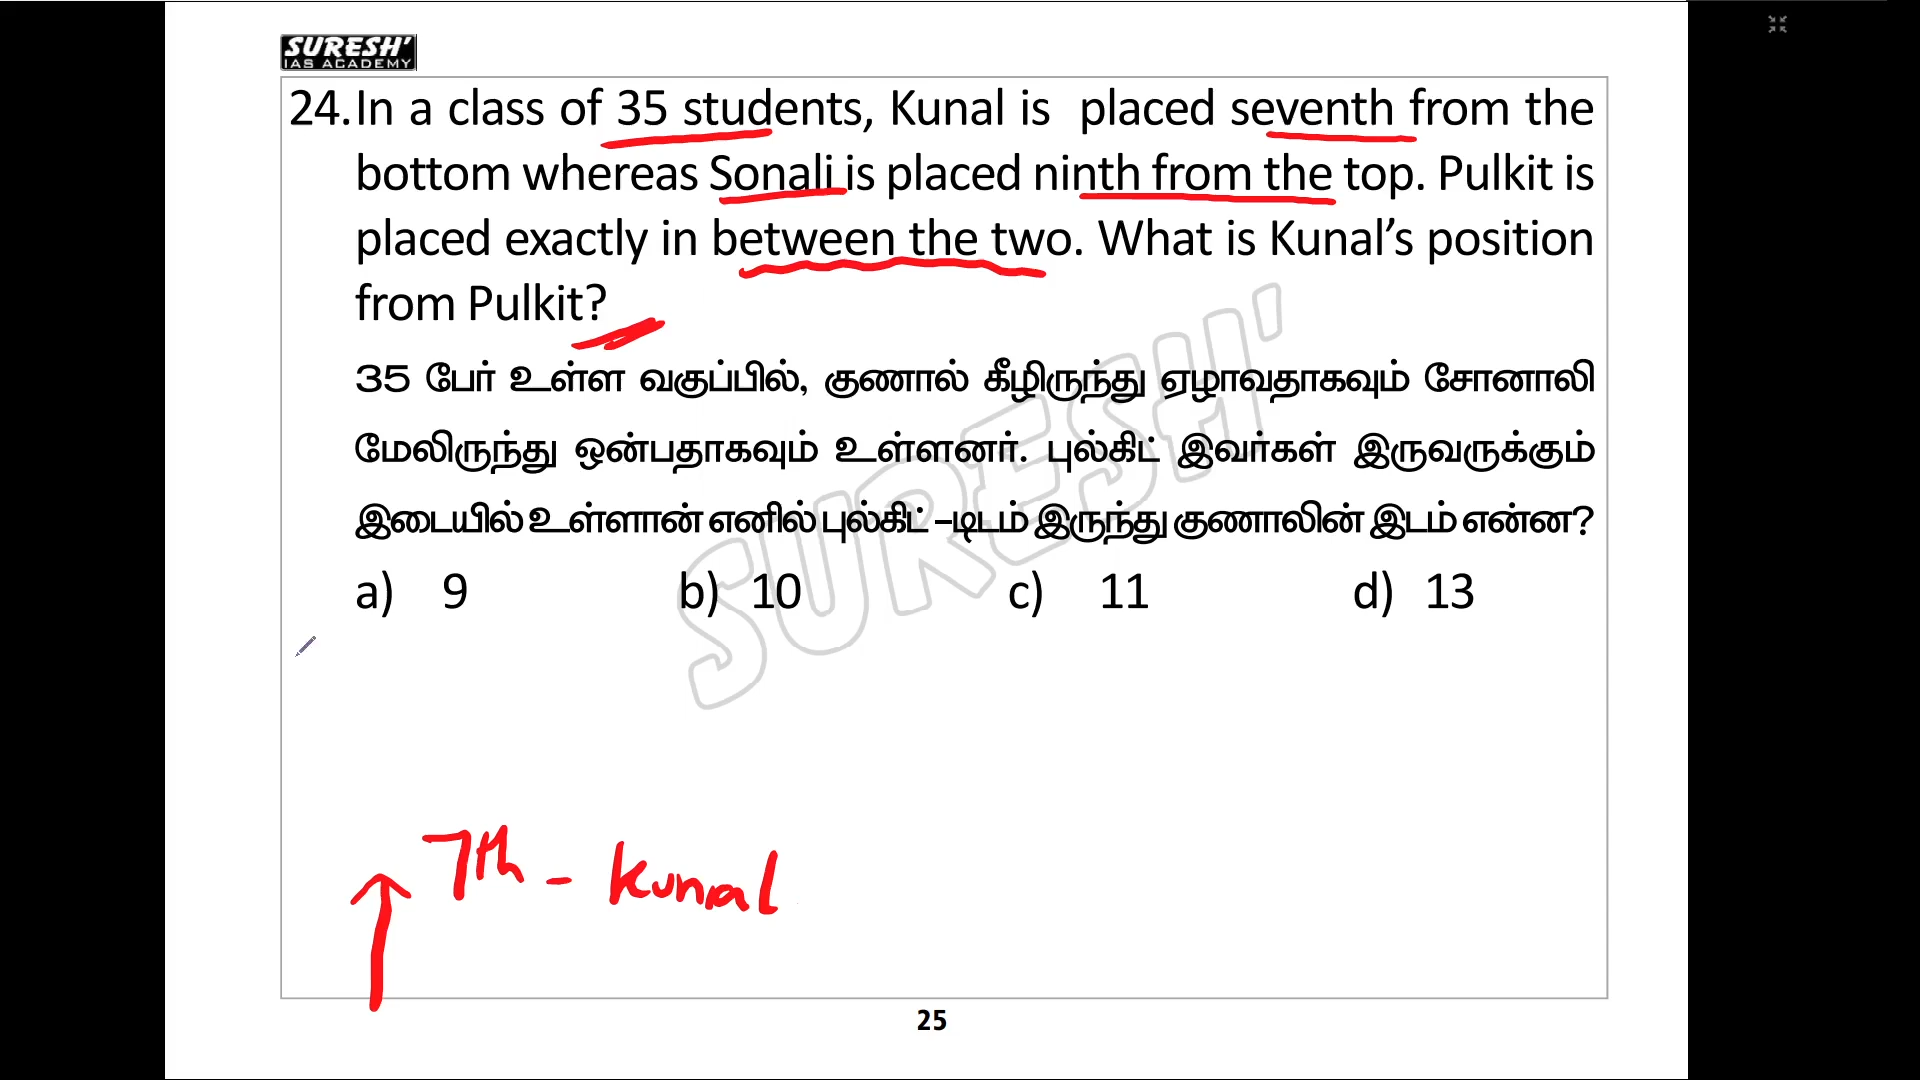 SURESH'
IAS ACADEMY
24. In a class of 35 students, Kunal is placed seventh from the
bottom whereas Sonali is placed ninth from the top. Pulkit is
placed exactly in between the two. What is Kunal’s position
from Pulkit?
35 பேர் உள்ள வகுப்பில், குணால் கீழிருந்து ஏழாவதாகவும் சோனாலி
மேலிருந்து ஒன்பதாகவும் உள்ளனர். புல்கிட் இவர்கள் இருவருக்கும்
இடையில் உள்ளான் எனில் புல்கிட் –டிடம் இருந்து குணாலின் இடம் என்ன?
a) 9 b) 10 c) 11 d) 13
SURESH'
7th - Kunal
25